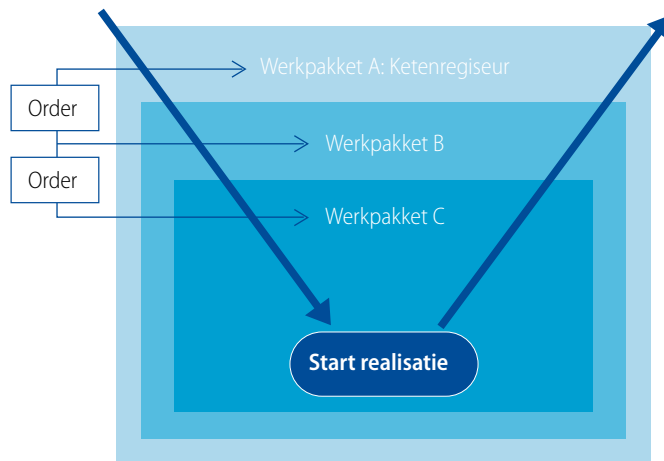 Werkpakket A: Ketenregiseur
Order
Werkpakket B
Order
Werkpakket C
Start realisatie